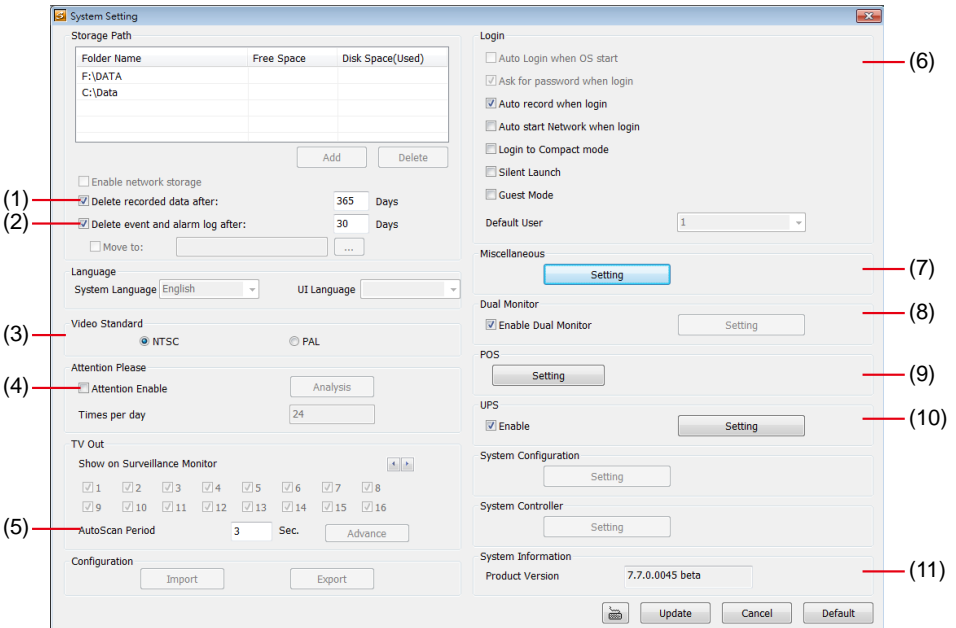 System Setting
Storage Path
Folder Name Free Space Disk Space(Used)
F:\DATA
C:\Data
Add Delete
Enable network storage
(1) Delete recorded data after: 365 Days
(2) Delete event and alarm log after: 30 Days
Move to: ...
Language
System Language English UI Language
Video Standard
(3) NTSC PAL
Attention Please
(4) Attention Enable Analysis
Times per day 24
TV Out
Show on Surveillance Monitor
1 2 3 4 5 6 7 8
9 10 11 12 13 14 15 16
(5) AutoScan Period 3 Sec. Advance
Configuration
Import Export
Login
Auto Login when OS start (6)
Ask for password when login
Auto record when login
Auto start Network when login
Login to Compact mode
Silent Launch
Guest Mode
Default User 1
Miscellaneous
Setting (7)
Dual Monitor
(8)
Enable Dual Monitor Setting
POS
Setting (9)
UPS
(10)
Enable Setting
System Configuration
Setting
System Controller
Setting
System Information
Product Version 7.7.0.0045 beta (11)
Update Cancel Default